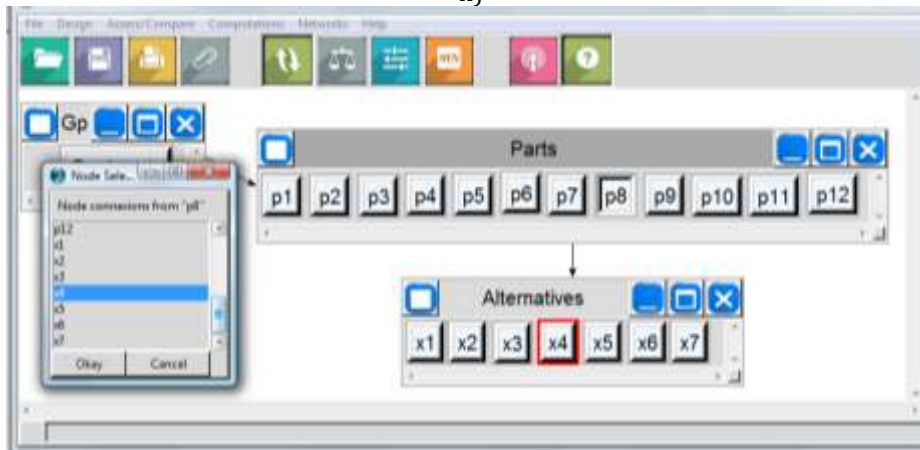 File Design Assess/Compare Computations Networks Help
Gp
Parts
p1 p2 p3 p4 p5 p6 p7 p8 p9 p10 p11 p12
Node Sele...
Node connexions from "p8"
p12
x1
x2
x3
x4
x5
x6
x7
Okay Cancel
Alternatives
x1 x2 x3 x4 x5 x6 x7